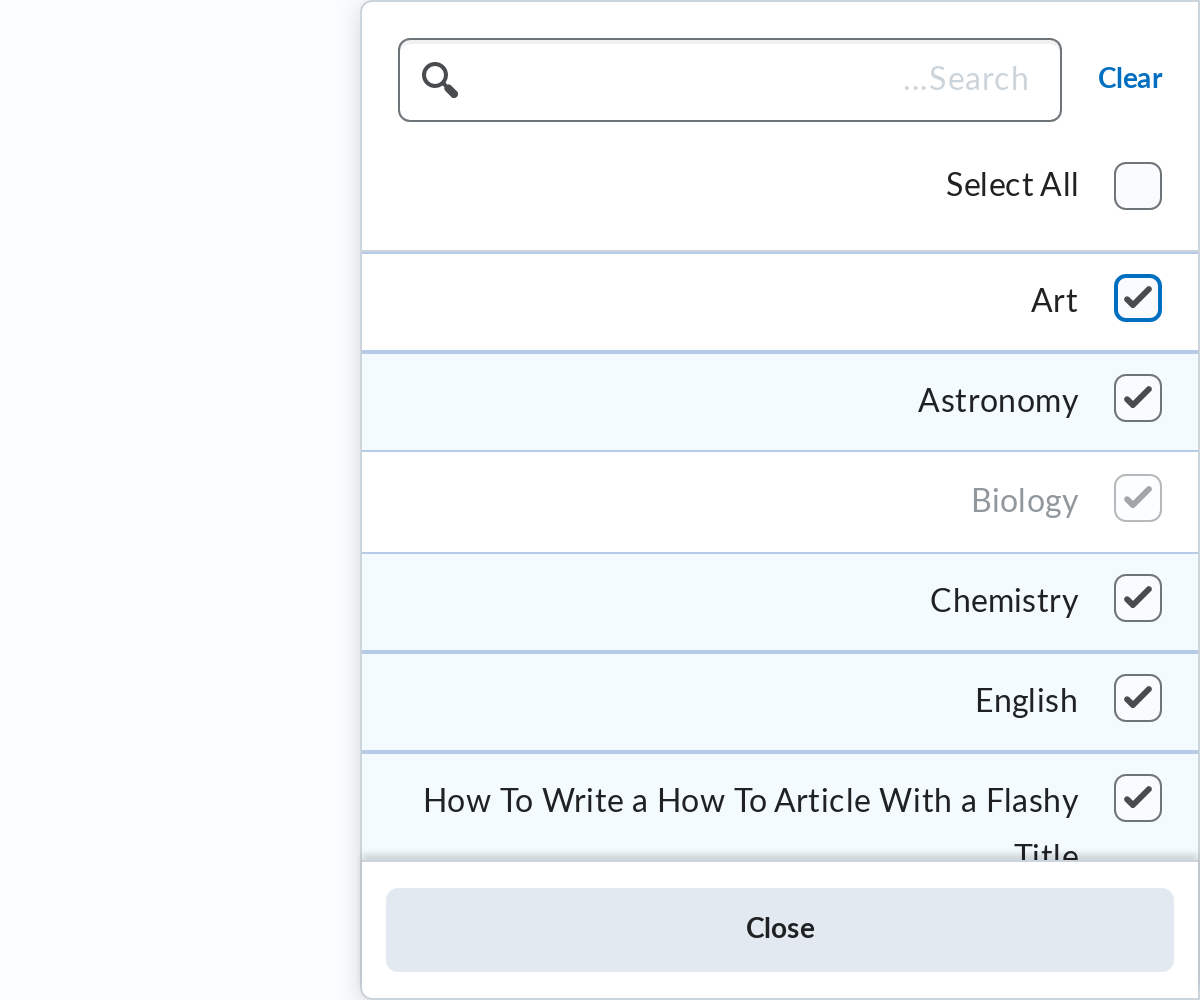 ...Search
Clear
Select All
Art
Astronomy
Biology
Chemistry
English
How To Write a How To Article With a Flashy
Title
Close